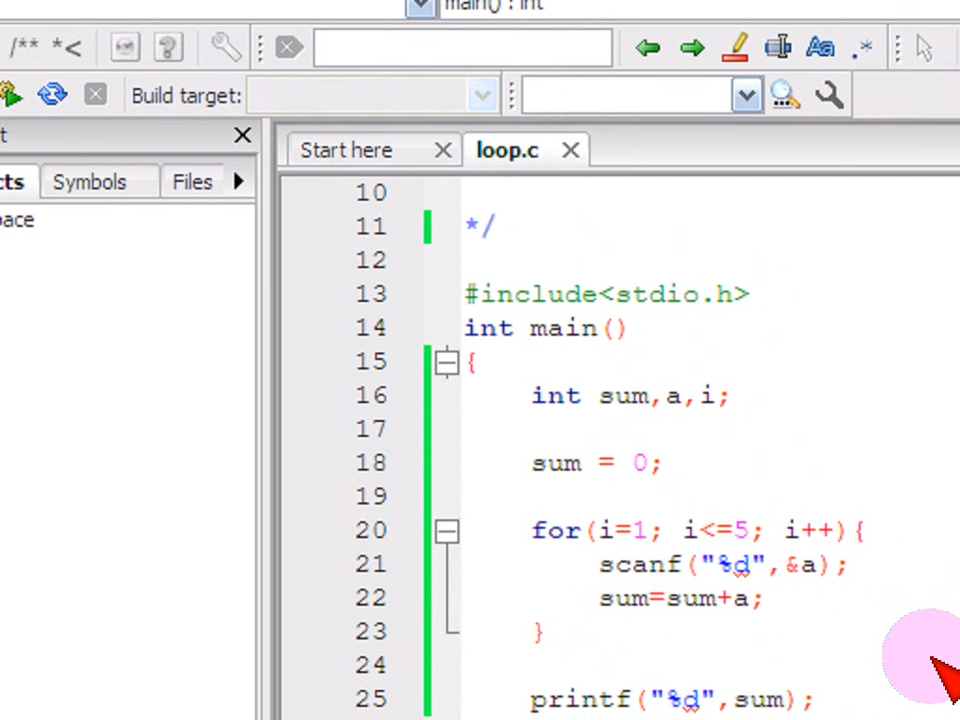 main() : int
/** *<
.*
Build target:
Start here
loop.c
Symbols
Files
10
11 */
12
13 #include<stdio.h>
14 int main()
15 {
16 int sum,a,i;
17
18 sum = 0;
19
20 for(i=1; i<=5; i++){
21 scanf("%d",&a);
22 sum=sum+a;
23 }
24
25 printf("%d",sum);